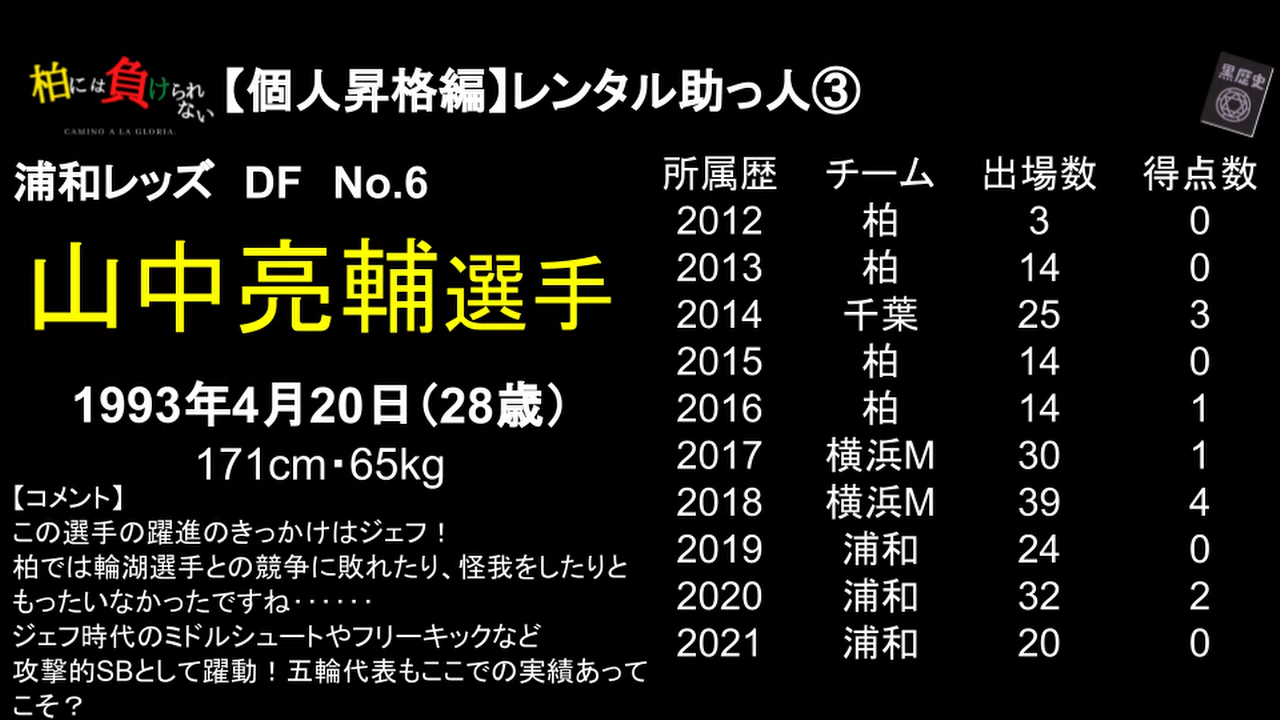 柏には負けられない
CAMINO A LA GLORIA.
【個人昇格編】レンタル助っ人③
黒歴史
浦和レッズ DF No.6
山中亮輔選手
1993年4月20日（28歳）
171cm・65kg
【コメント】
この選手の躍進のきっかけはジェフ！
柏では輪湖選手との競争に敗れたり、怪我をしたりと
もったいなかったですね‥‥‥
ジェフ時代のミドルシュートやフリーキックなど
攻撃的SBとして躍動！五輪代表もここでの実績あって
こそ？
所属歴 チーム 出場数 得点数
2012 柏 3 0
2013 柏 14 0
2014 千葉 25 3
2015 柏 14 0
2016 柏 14 1
2017 横浜M 30 1
2018 横浜M 39 4
2019 浦和 24 0
2020 浦和 32 2
2021 浦和 20 0